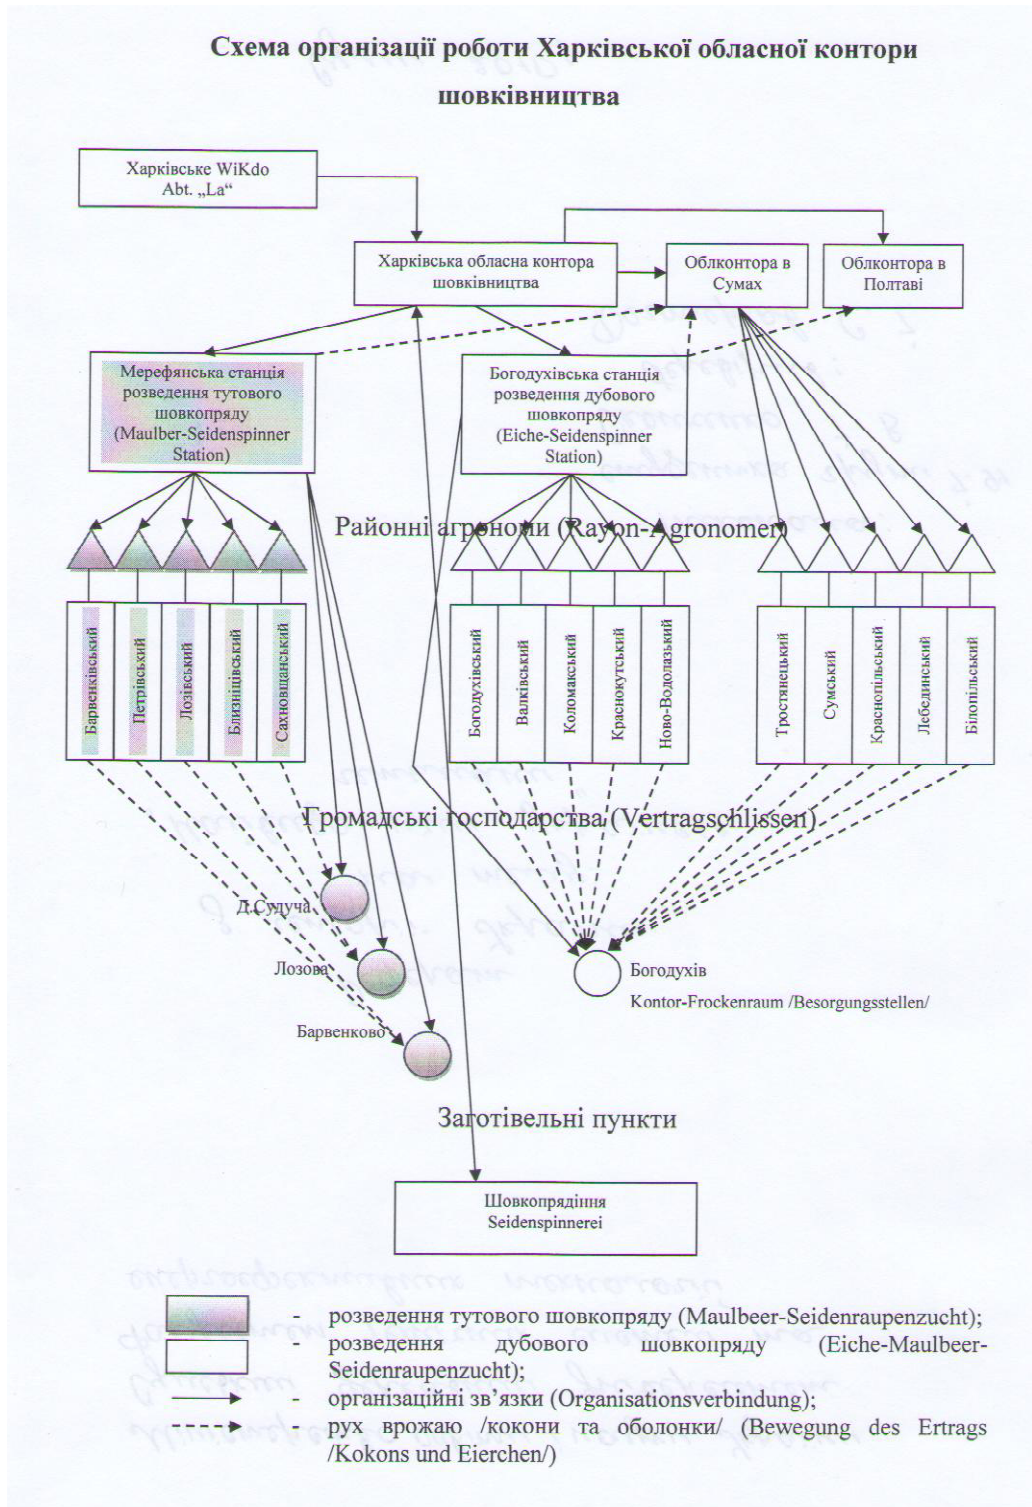 Схема організації роботи Харківської обласної контори
шовківництва
Харківське WiKdo
Abt. „La“
Харківська обласна контора
шовківництва
Облконтора в
Сумах
Облконтора в
Полтаві
Мерефянська станція
розведення тутового
шовкопряду
(Maulber-Seidenspinner
Station)
Богодухівська станція
розведення дубового
шовкопряду
(Eiche-Seidenspinner
Station)
Районні агрономи (Rayon-Agronomer)
Барвенківський
Петрівський
Лозівський
Близніцівський
Сахновщанський
Богодухівський
Валківський
Коломакський
Краснокутський
Ново-Водолазький
Тростянецький
Сумський
Краснопільський
Лебединський
Білопільський
Громадські господарства (Vertragschlissen)
Д.Судуча
Лозова
Барвенково
Богодухів
Kontor-Frockenraum /Besorgungsstellen/
Заготівельні пункти
Шовкопрядіння
Seidenspinnerei
- розведення тутового шовкопряду (Maulbeer-Seidenraupenzucht);
- розведення дубового шовкопряду (Eiche-Maulbeer-
Seidenraupenzucht);
- організаційні зв’язки (Organisationsverbindung);
- рух врожаю /кокони та оболонки/ (Bewegung des Ertrags
/Kokons und Eierchen/)